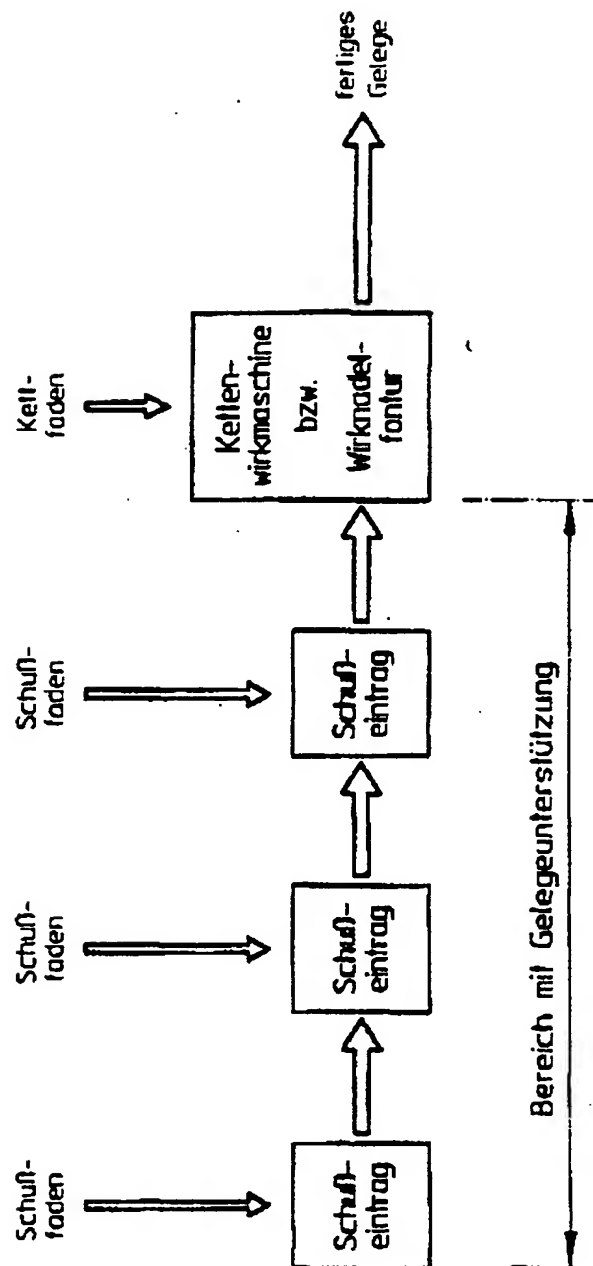 Schuß-
faden
Schuß-
faden
Schuß-
faden
Kett-
faden
Schuß-
eintrag
Schuß-
eintrag
Schuß-
eintrag
Ketten-
wirkmaschine
bzw.
Wirknadel-
fontur
fertiges
Gelege
Bereich mit Gelegeunterstützung